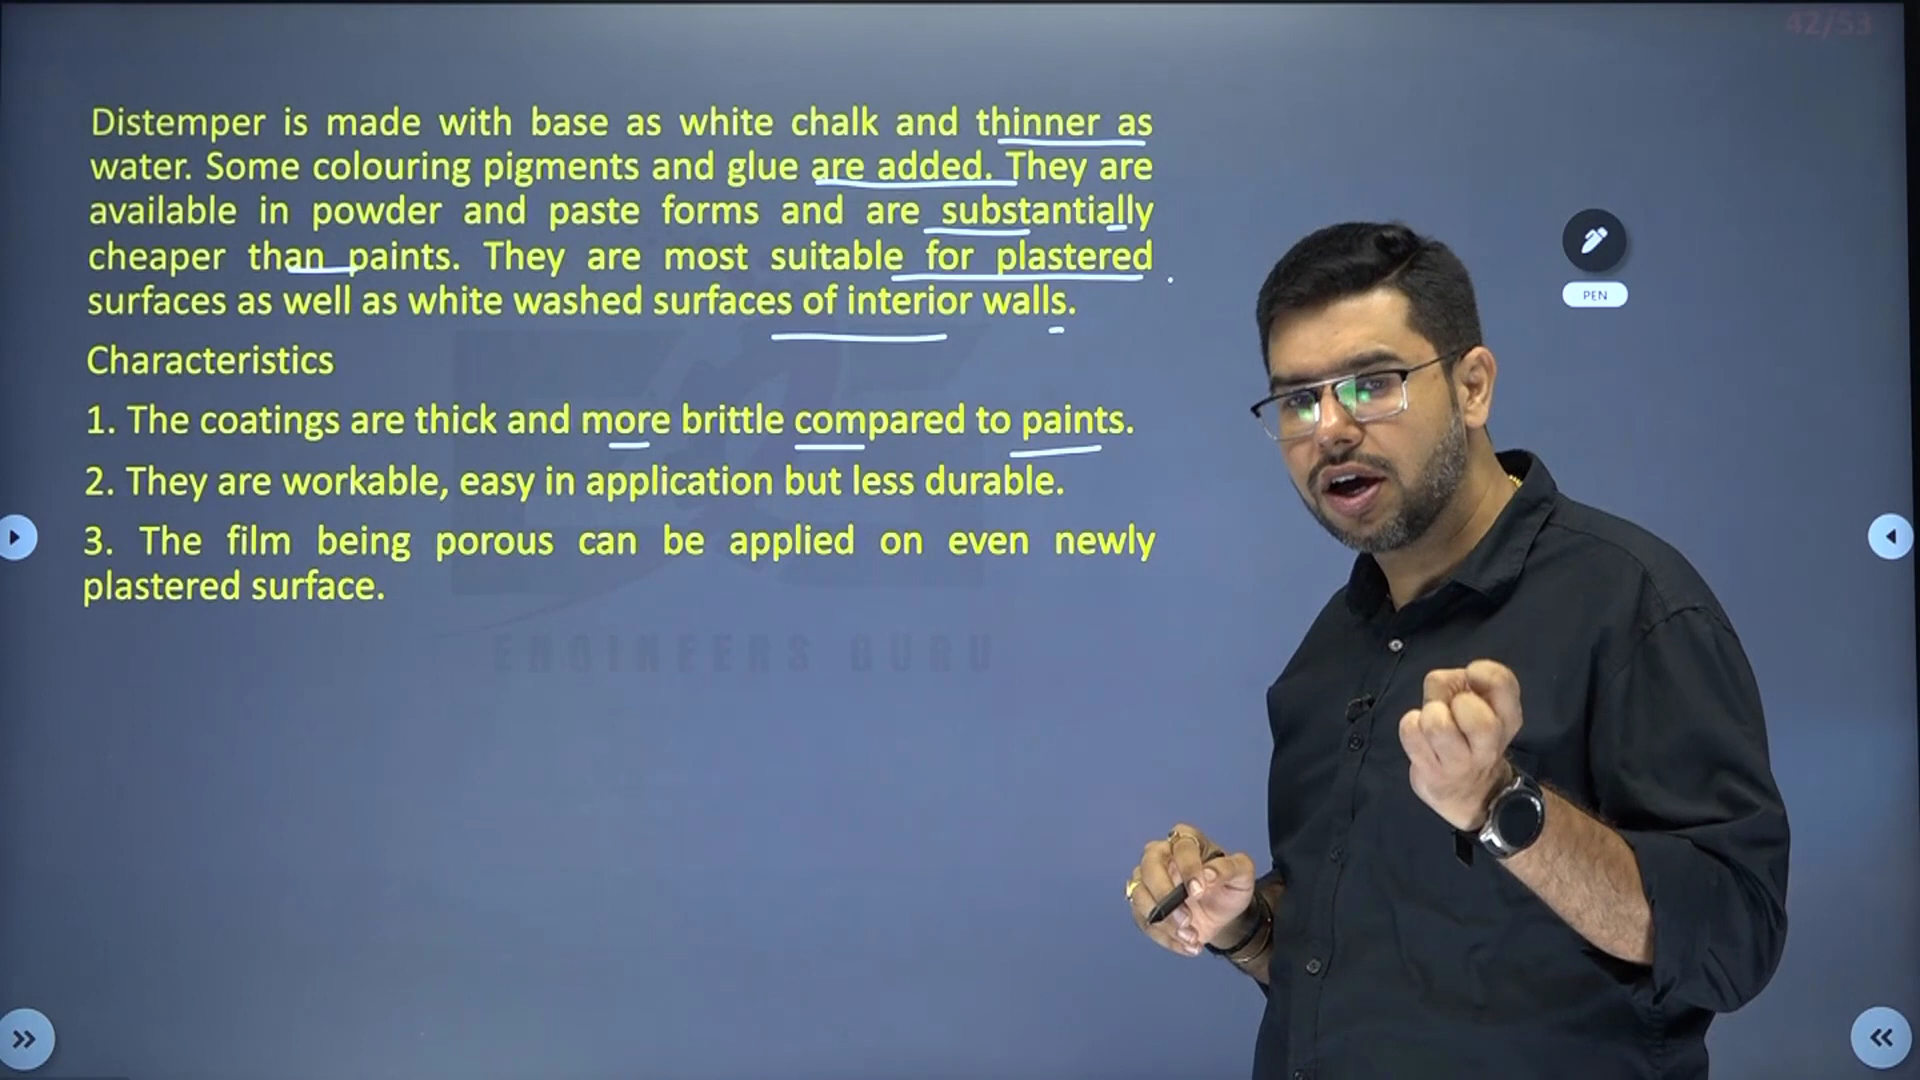 42/53
Distemper is made with base as white chalk and thinner as
water. Some colouring pigments and glue are added. They are
available in powder and paste forms and are substantially
cheaper than paints. They are most suitable for plastered
surfaces as well as white washed surfaces of interior walls.
PEN
Characteristics
1. The coatings are thick and more brittle compared to paints.
2. They are workable, easy in application but less durable.
3. The film being porous can be applied on even newly
plastered surface.
ENGINEERS GURU